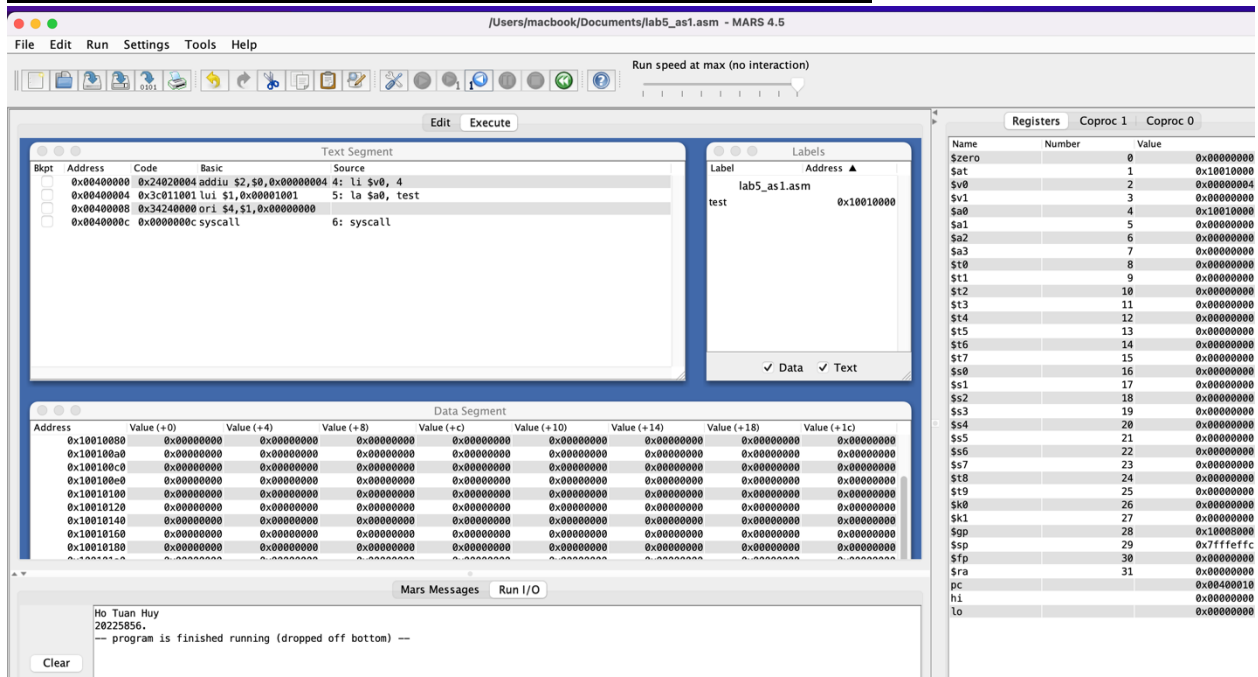 /Users/macbook/Documents/lab5_as1.asm - MARS 4.5
File Edit Run Settings Tools Help
Run speed at max (no interaction)
Edit Execute
Text Segment
Bkpt Address Code Basic Source
0x00400000 0x24020004 addiu $2,$0,0x00000004 4: li $v0, 4
0x00400004 0x3c011001 lui $1,0x00001001 5: la $a0, test
0x00400008 0x34240000 ori $4,$1,0x00000000
0x0040000c 0x0000000c syscall 6: syscall
Labels
Label Address ▲
lab5_as1.asm
test 0x10010000
✓ Data ✓ Text
Data Segment
Address Value (+0) Value (+4) Value (+8) Value (+c) Value (+10) Value (+14) Value (+18) Value (+1c)
0x10010080 0x00000000 0x00000000 0x00000000 0x00000000 0x00000000 0x00000000 0x00000000 0x00000000
0x100100a0 0x00000000 0x00000000 0x00000000 0x00000000 0x00000000 0x00000000 0x00000000 0x00000000
0x100100c0 0x00000000 0x00000000 0x00000000 0x00000000 0x00000000 0x00000000 0x00000000 0x00000000
0x100100e0 0x00000000 0x00000000 0x00000000 0x00000000 0x00000000 0x00000000 0x00000000 0x00000000
0x10010100 0x00000000 0x00000000 0x00000000 0x00000000 0x00000000 0x00000000 0x00000000 0x00000000
0x10010120 0x00000000 0x00000000 0x00000000 0x00000000 0x00000000 0x00000000 0x00000000 0x00000000
0x10010140 0x00000000 0x00000000 0x00000000 0x00000000 0x00000000 0x00000000 0x00000000 0x00000000
0x10010160 0x00000000 0x00000000 0x00000000 0x00000000 0x00000000 0x00000000 0x00000000 0x00000000
0x10010180 0x00000000 0x00000000 0x00000000 0x00000000 0x00000000 0x00000000 0x00000000 0x00000000
Mars Messages Run I/O
Ho Tuan Huy
20225856.
-- program is finished running (dropped off bottom) --
Clear
Registers Coproc 1 Coproc 0
Name Number Value
$zero 0 0x00000000
$at 1 0x10010000
$v0 2 0x00000004
$v1 3 0x00000000
$a0 4 0x10010000
$a1 5 0x00000000
$a2 6 0x00000000
$a3 7 0x00000000
$t0 8 0x00000000
$t1 9 0x00000000
$t2 10 0x00000000
$t3 11 0x00000000
$t4 12 0x00000000
$t5 13 0x00000000
$t6 14 0x00000000
$t7 15 0x00000000
$s0 16 0x00000000
$s1 17 0x00000000
$s2 18 0x00000000
$s3 19 0x00000000
$s4 20 0x00000000
$s5 21 0x00000000
$s6 22 0x00000000
$s7 23 0x00000000
$t8 24 0x00000000
$t9 25 0x00000000
$k0 26 0x00000000
$k1 27 0x00000000
$gp 28 0x10008000
$sp 29 0x7fffeffc
$fp 30 0x00000000
$ra 31 0x00000000
pc 0x00400010
hi 0x00000000
lo 0x00000000